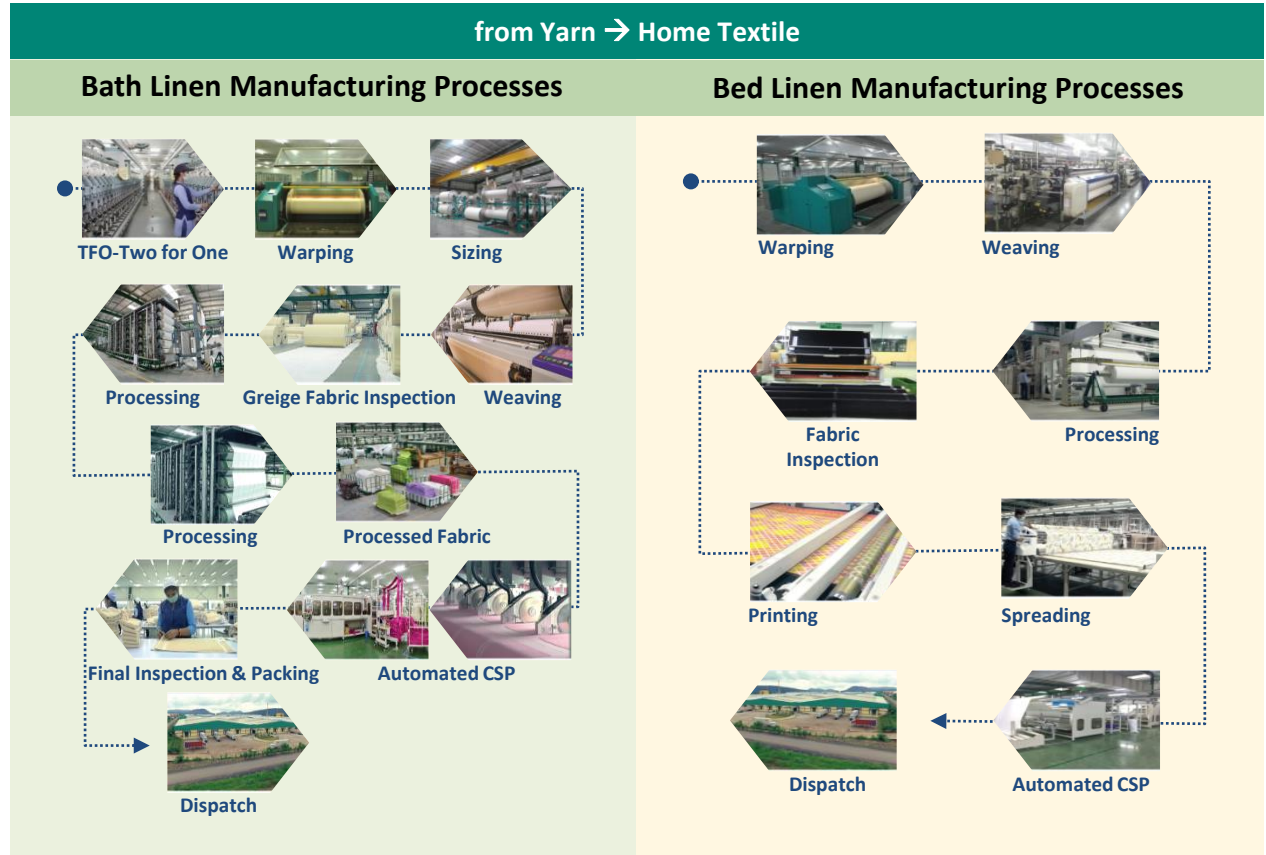 from Yarn → Home Textile
Bath Linen Manufacturing Processes
TFO-Two for One
Warping
Sizing
Processing
Greige Fabric Inspection
Weaving
Processing
Processed Fabric
Final Inspection & Packing
Automated CSP
Dispatch
Bed Linen Manufacturing Processes
Warping
Weaving
Fabric
Inspection
Processing
Printing
Spreading
Dispatch
Automated CSP